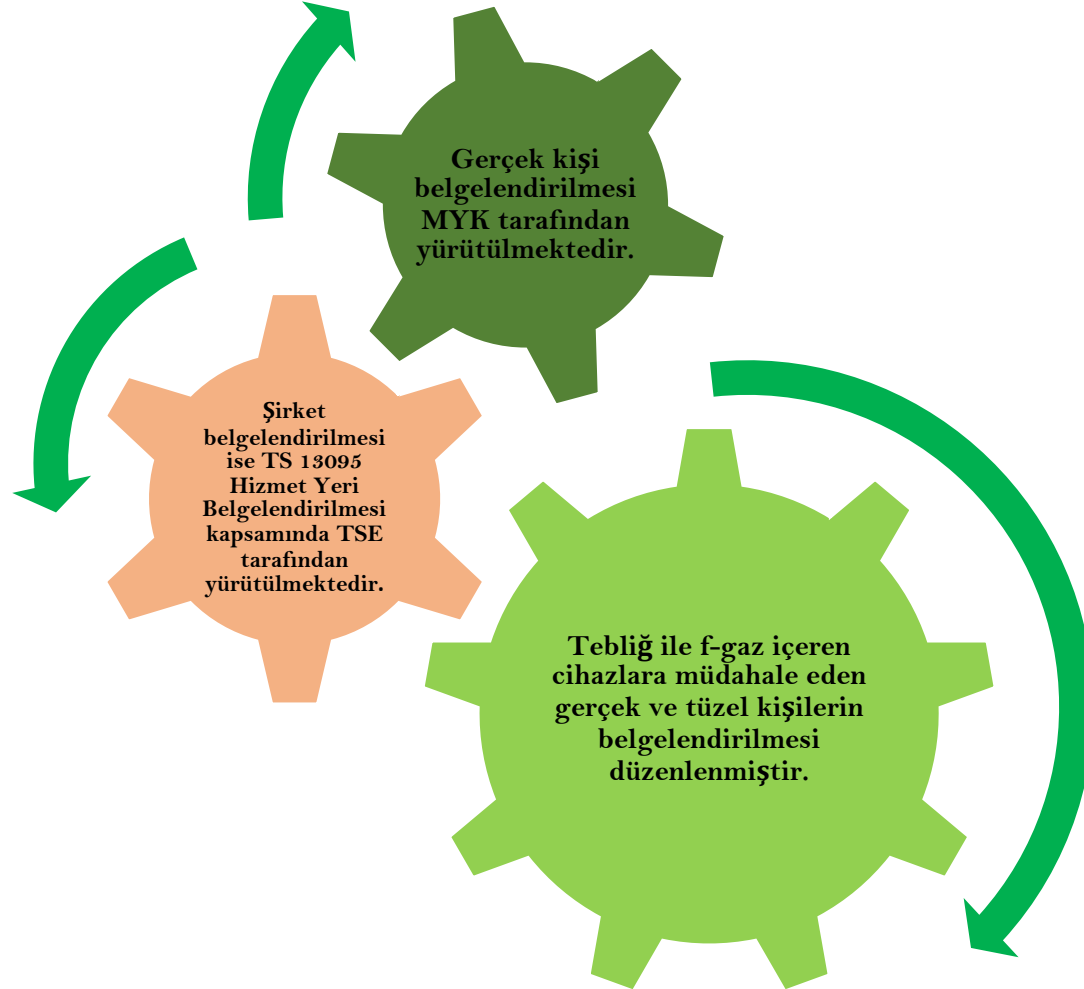 Gerçek kişi
belgelendirilmesi
MYK tarafından
yürütülmektedir.
Şirket
belgelendirilmesi
ise TS 13095
Hizmet Yeri
Belgelendirilmesi
kapsamında TSE
tarafından
yürütülmektedir.
Tebliğ ile f-gaz içeren
cihazlara müdahale eden
gerçek ve tüzel kişilerin
belgelendirilmesi
düzenlenmiştir.